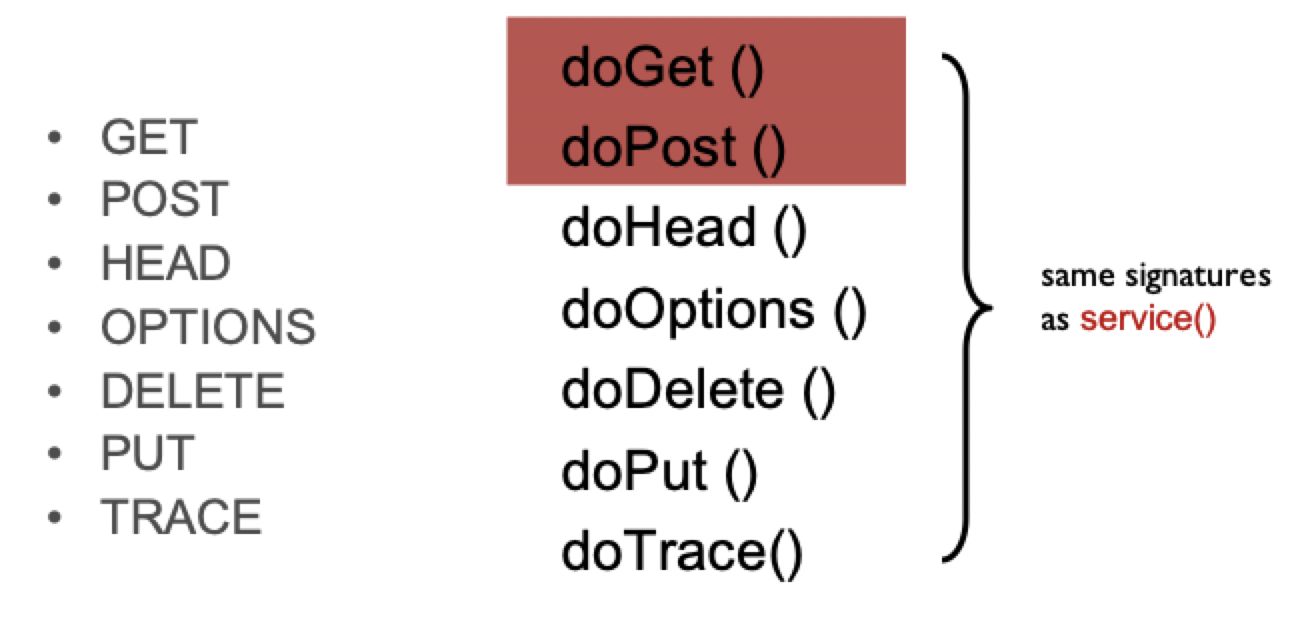 • GET
• POST
• HEAD
• OPTIONS
• DELETE
• PUT
• TRACE
doGet ()
doPost ()
doHead ()
doOptions ()
doDelete ()
doPut ()
doTrace()
same signatures
as service()